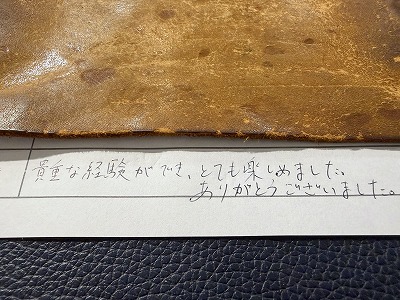 貴重な経験ができ、とても楽しめました。
ありがとうございました。